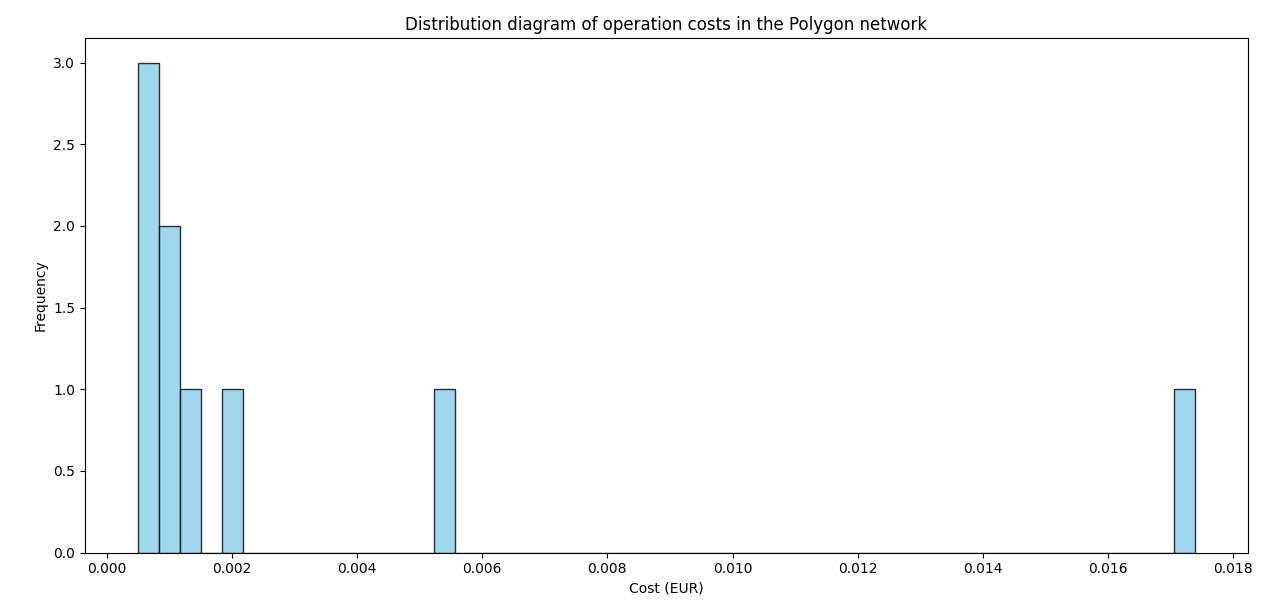 Distribution diagram of operation costs in the Polygon network
3.0
2.5
2.0
1.5
1.0
0.5
0.0
Frequency
0.000 0.002 0.004 0.006 0.008 0.010 0.012 0.014 0.016 0.018
Cost (EUR)